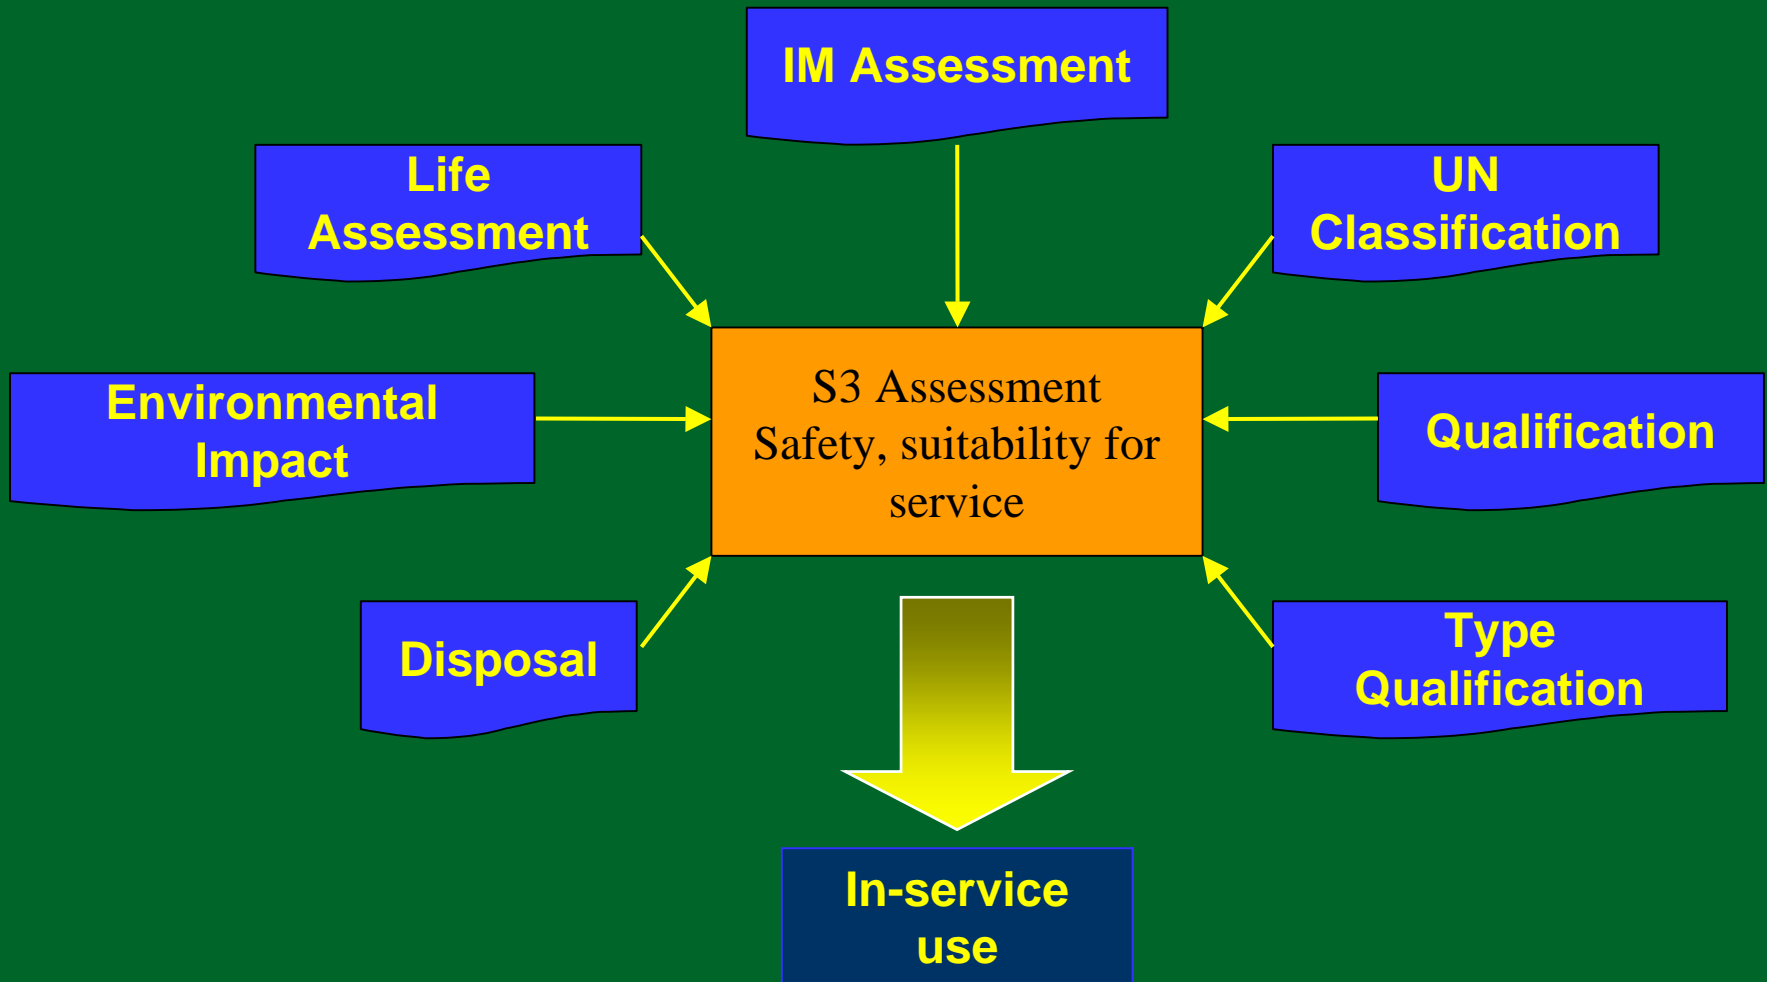 IM Assessment
Life
Assessment
UN
Classification
Environmental
Impact
S3 Assessment
Safety, suitability for
service
Qualification
Disposal
Type
Qualification
In-service
use